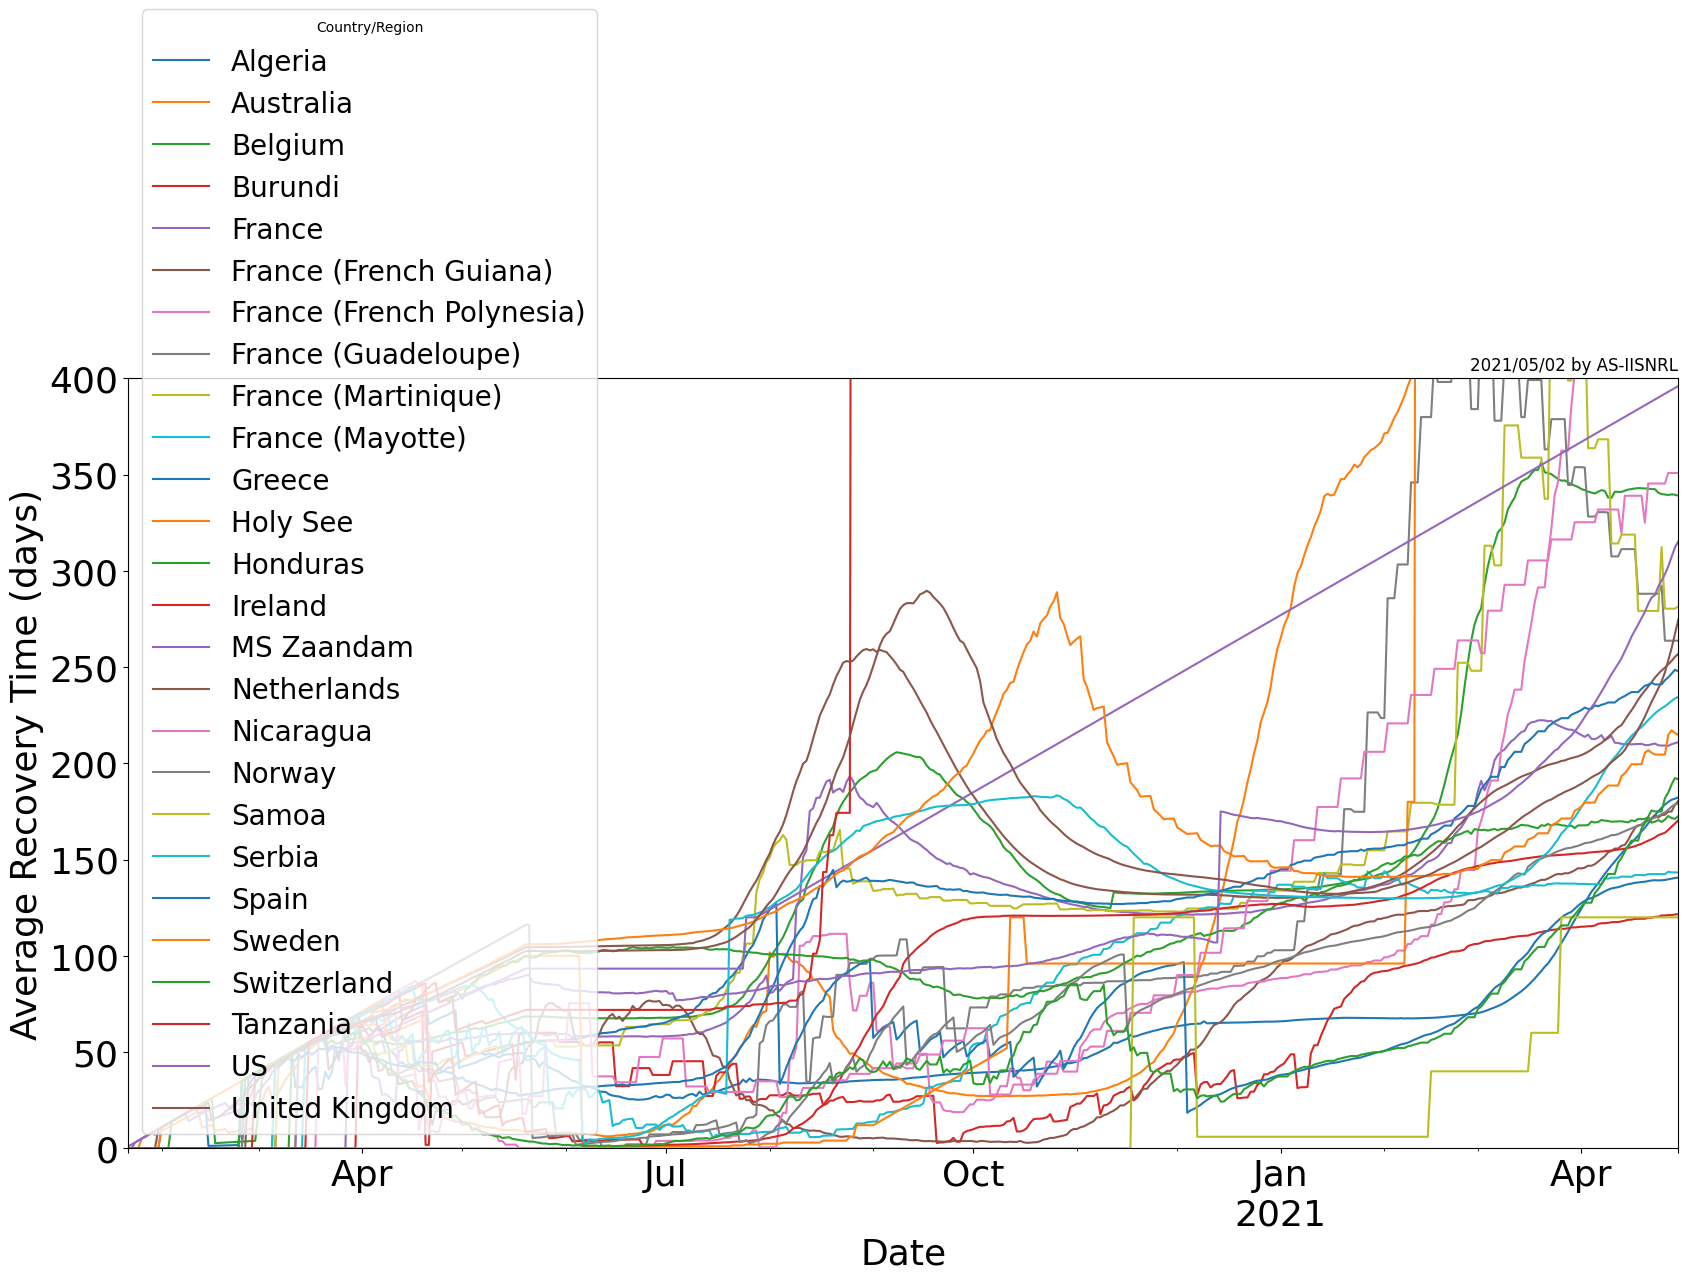 Country/Region
Algeria
Australia
Belgium
Burundi
France
France (French Guiana)
France (French Polynesia)
France (Guadeloupe)
France (Martinique)
France (Mayotte)
Greece
Holy See
Honduras
Ireland
MS Zaandam
Netherlands
Nicaragua
Norway
Samoa
Serbia
Spain
Sweden
Switzerland
Tanzania
US
United Kingdom
2021/05/02 by AS-IISNRL
400
350
300
250
200
150
100
50
0
Average Recovery Time (days)
Apr
Jul
Oct
Jan
2021
Apr
Date